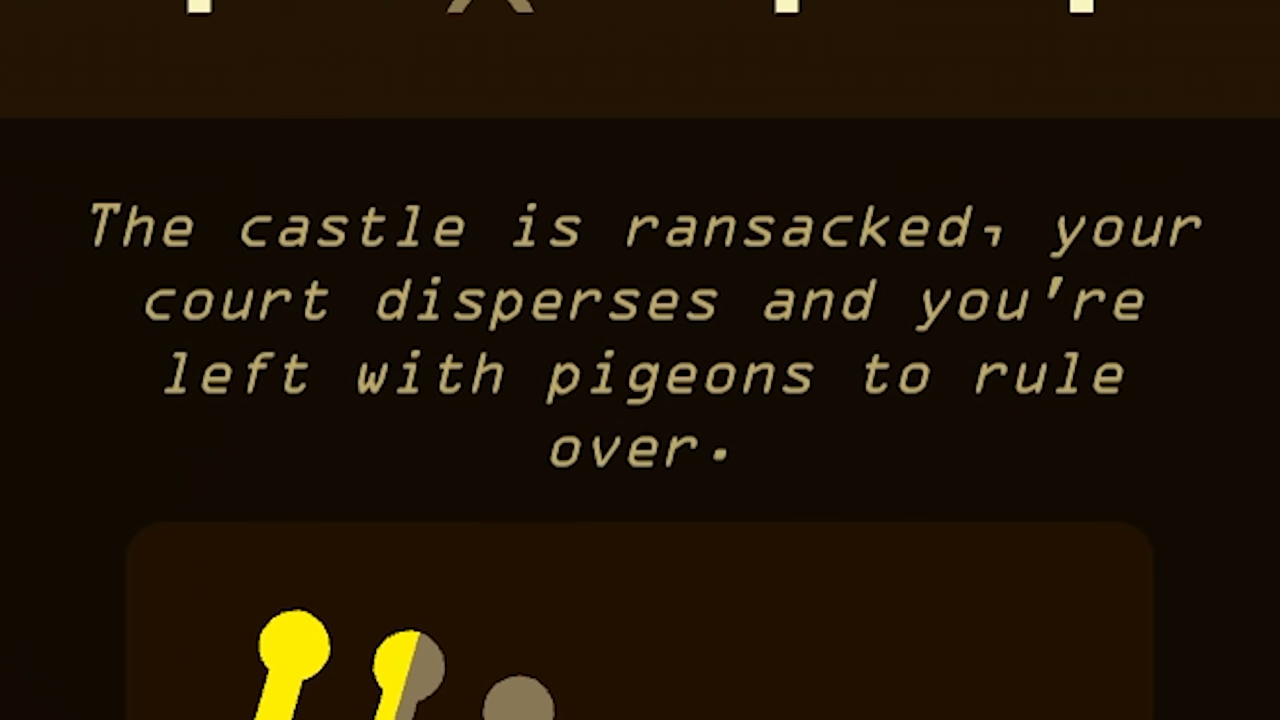 The castle is ransacked, your
court disperses and you're
left with pigeons to rule
over.